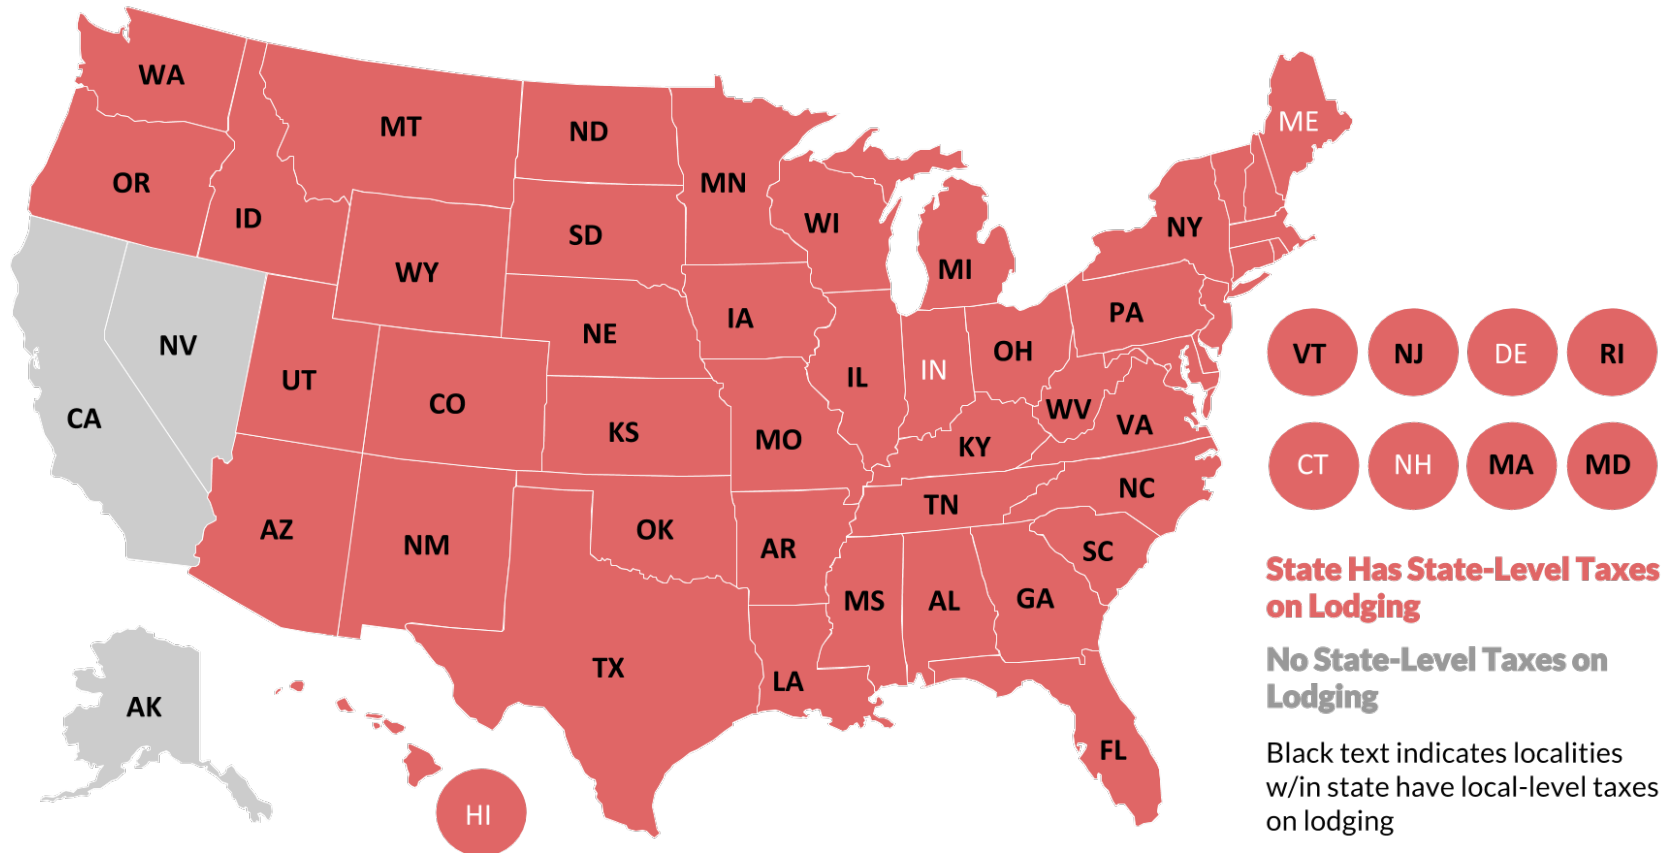 WA
MT
ND
MN
ME
OR
ID
SD
WI
NY
WY
MI
NE
IA
PA
NV
UT
CO
IL
IN
OH
VT
NJ
DE
RI
CA
KS
MO
KY
WV
VA
CT
NH
MA
MD
AZ
NM
OK
AR
TN
NC
SC
MS
AL
GA
TX
LA
AK
FL
HI
State Has State-Level Taxes
on Lodging
No State-Level Taxes on
Lodging
Black text indicates localities
w/in state have local-level taxes
on lodging